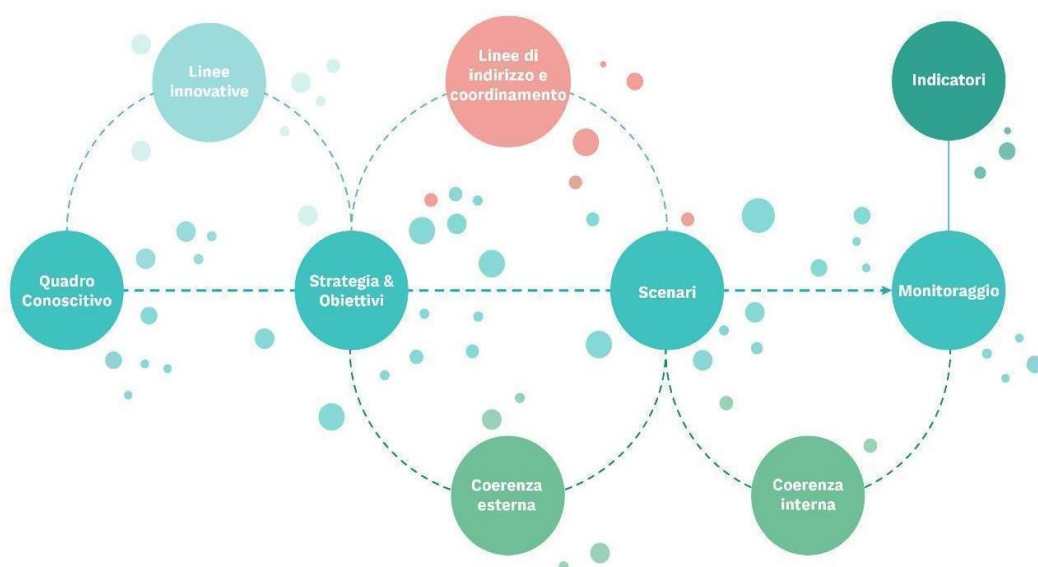 Linee
innovative
Linee di
indirizzo e
coordinamento
Indicatori
Quadro
Conoscitivo
Strategia &
Obiettivi
Scenari
Monitoraggio
Coerenza
esterna
Coerenza
interna